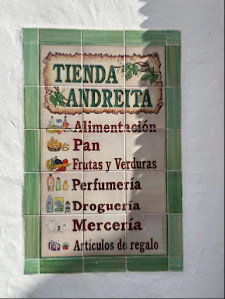 TIENDA
ANDREITA
Alimentación
Pan
Frutas y Verduras
Perfumería
Droguería
Mercería
Artículos de regalo